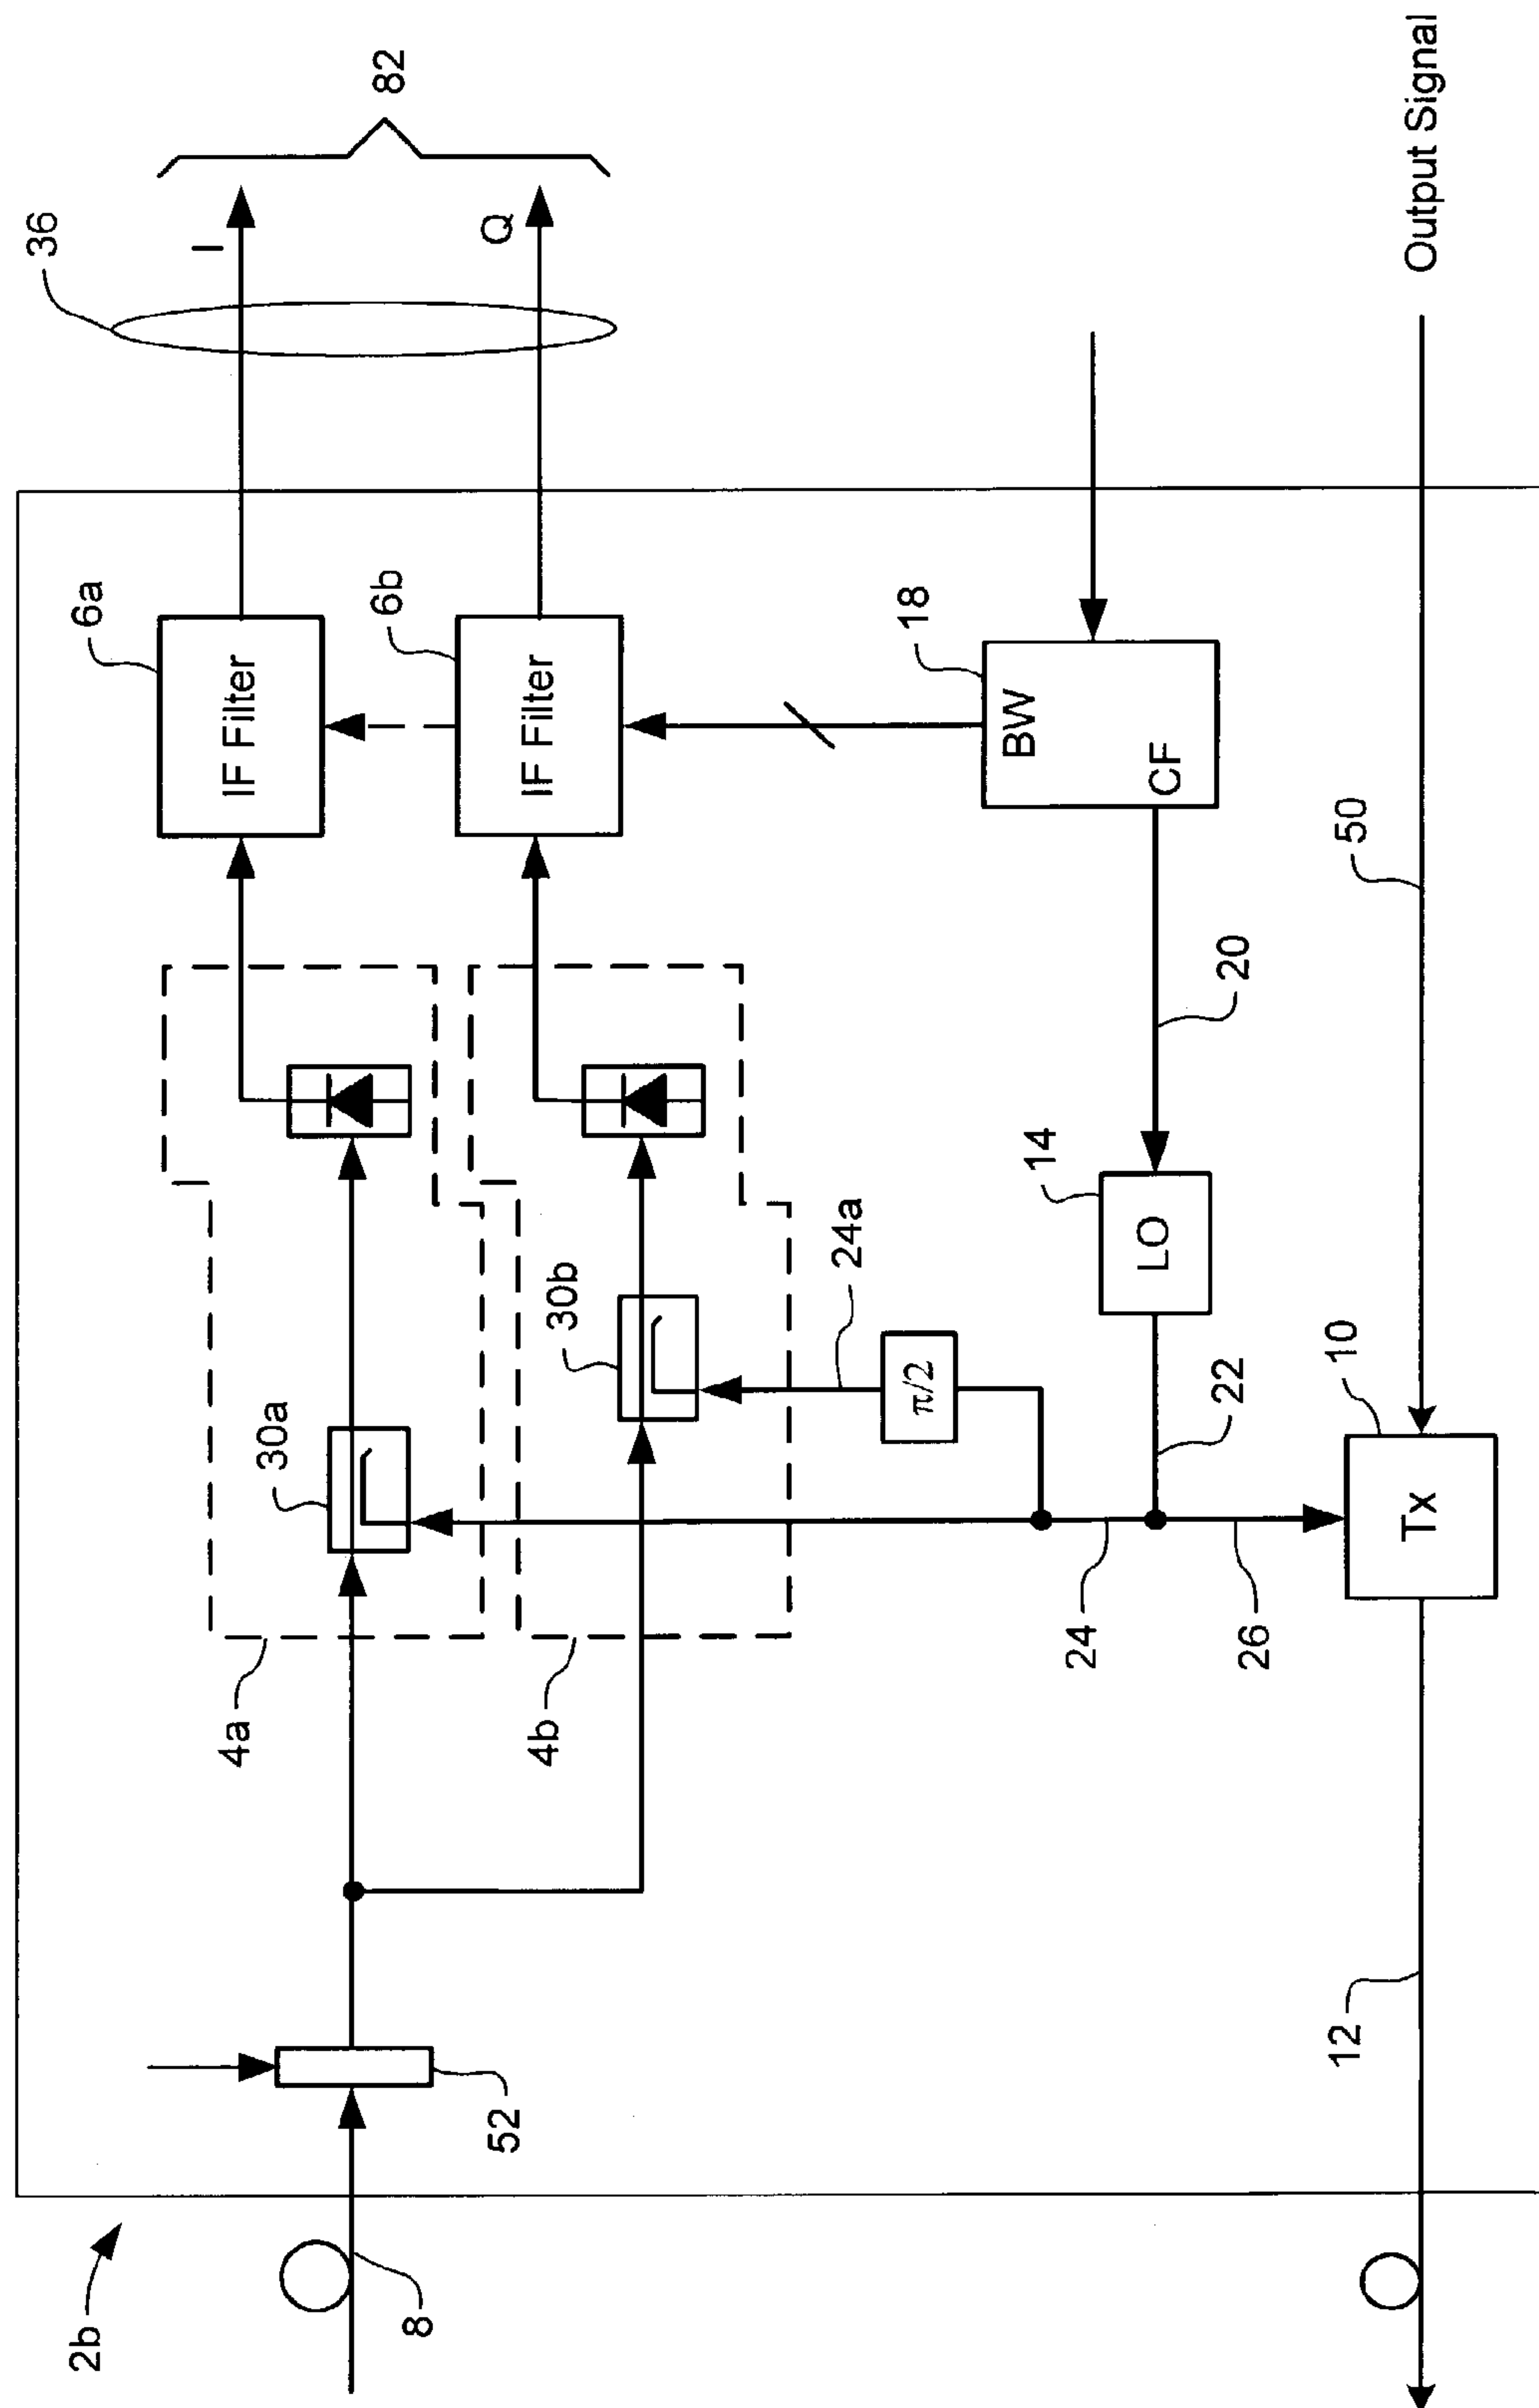 2b
8
52
4a
30a
6a
36
I
82
4b
30b
6b
Q
IF Filter
IF Filter
24a
π/2
18
BW
CF
14
LO
20
22
24
26
10
Tx
12
50
Output Signal